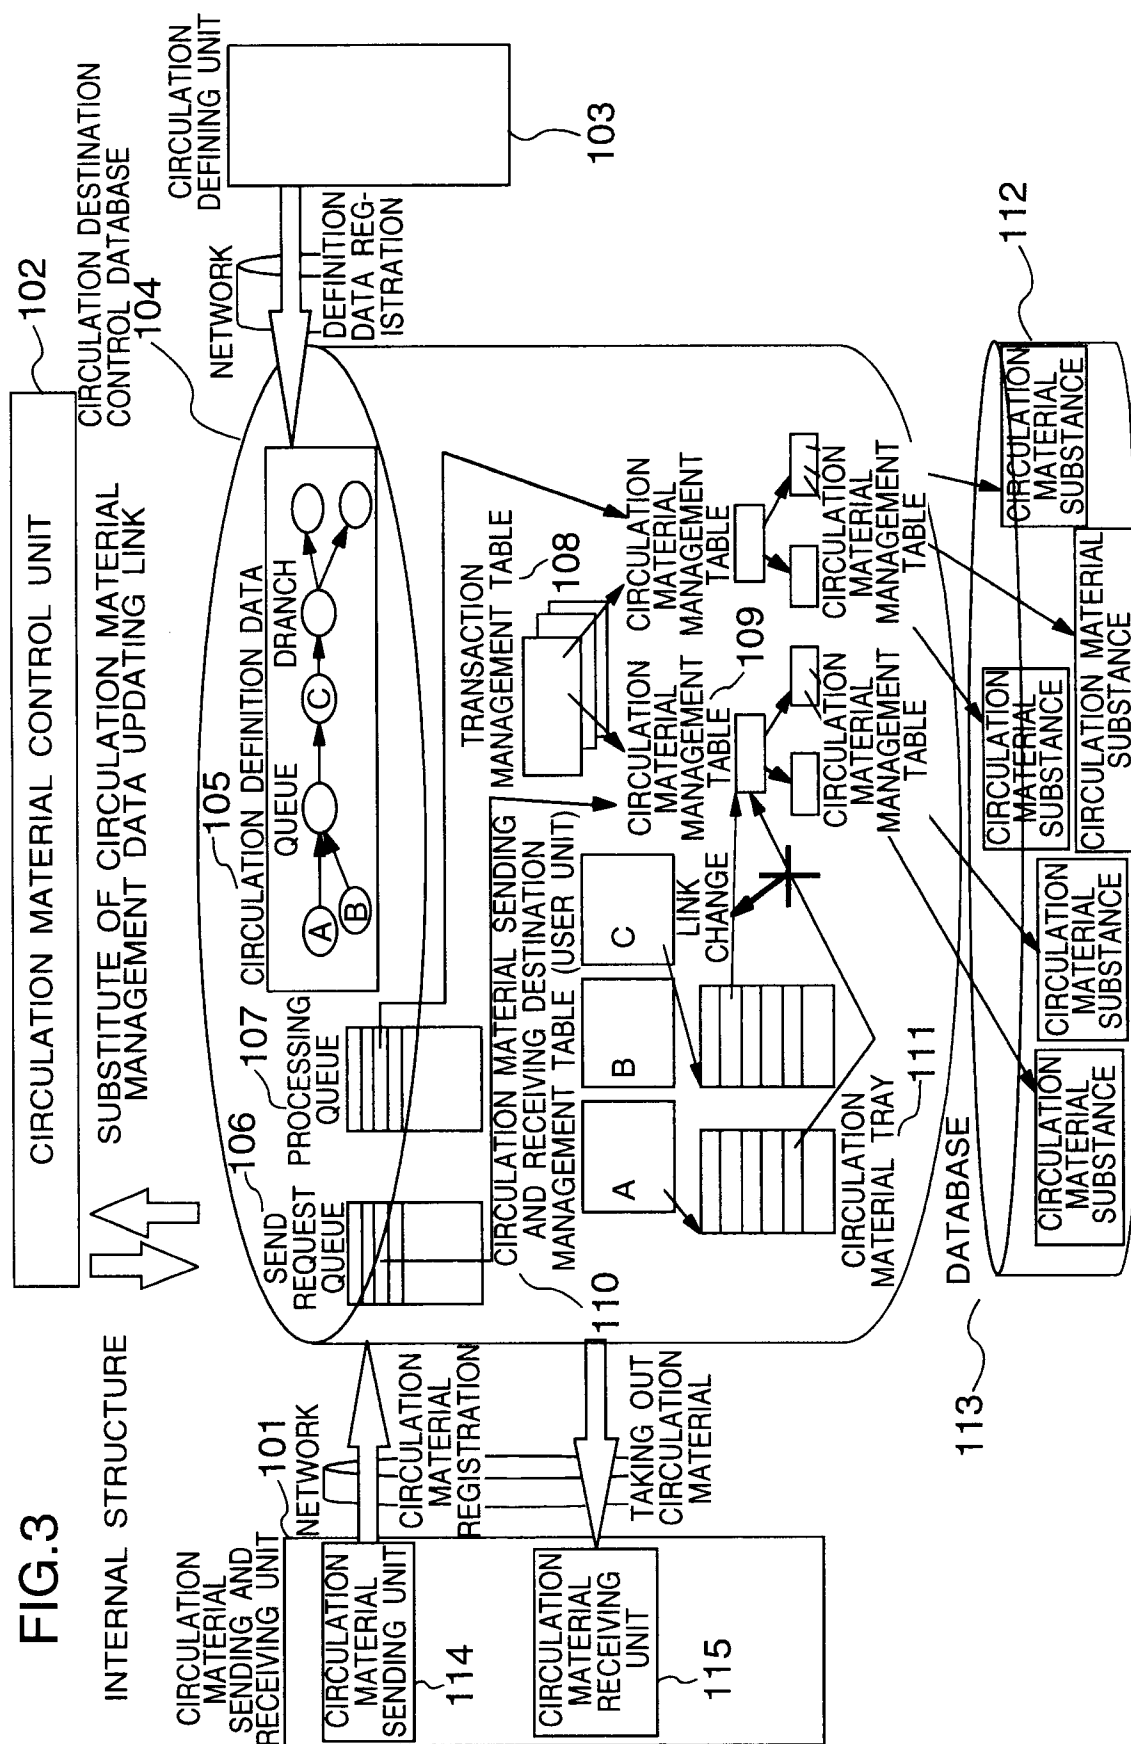 FIG.3
INTERNAL STRUCTURE
CIRCULATION MATERIAL CONTROL UNIT
102
SUBSTITUTE OF CIRCULATION MATERIAL
MANAGEMENT DATA UPDATING LINK
CIRCULATION DESTINATION
CONTROL DATABASE
104
CIRCULATION
MATERIAL
SENDING AND
RECEIVING UNIT
101
NETWORK
CIRCULATION
MATERIAL
SENDING UNIT
114
CIRCULATION
MATERIAL
REGISTRATION
CIRCULATION
MATERIAL
RECEIVING
UNIT
115
TAKING OUT
CIRCULATION
MATERIAL
106
SEND
REQUEST
QUEUE
107
PROCESSING
QUEUE
105
CIRCULATION DEFINITION DATA
QUEUE
DRANCH
A
B
C
NETWORK
DEFINITION
DATA REG-
ISTRATION
CIRCULATION
DEFINING UNIT
103
CIRCULATION MATERIAL SENDING
AND RECEIVING DESTINATION
MANAGEMENT TABLE (USER UNIT)
110
A
B
C
LINK
CHANGE
CIRCULATION
MATERIAL TRAY
111
TRANSACTION
MANAGEMENT TABLE
108
CIRCULATION
MATERIAL
MANAGEMENT
TABLE
109
CIRCULATION
MATERIAL
MANAGEMENT
TABLE
CIRCULATION
MATERIAL
MANAGEMENT
TABLE
CIRCULATION
MATERIAL
MANAGEMENT
TABLE
DATABASE
113
112
CIRCULATION
MATERIAL
SUBSTANCE
CIRCULATION
MATERIAL
SUBSTANCE
CIRCULATION
MATERIAL
SUBSTANCE
CIRCULATION MATERIAL
SUBSTANCE
CIRCULATION
MATERIAL
SUBSTANCE